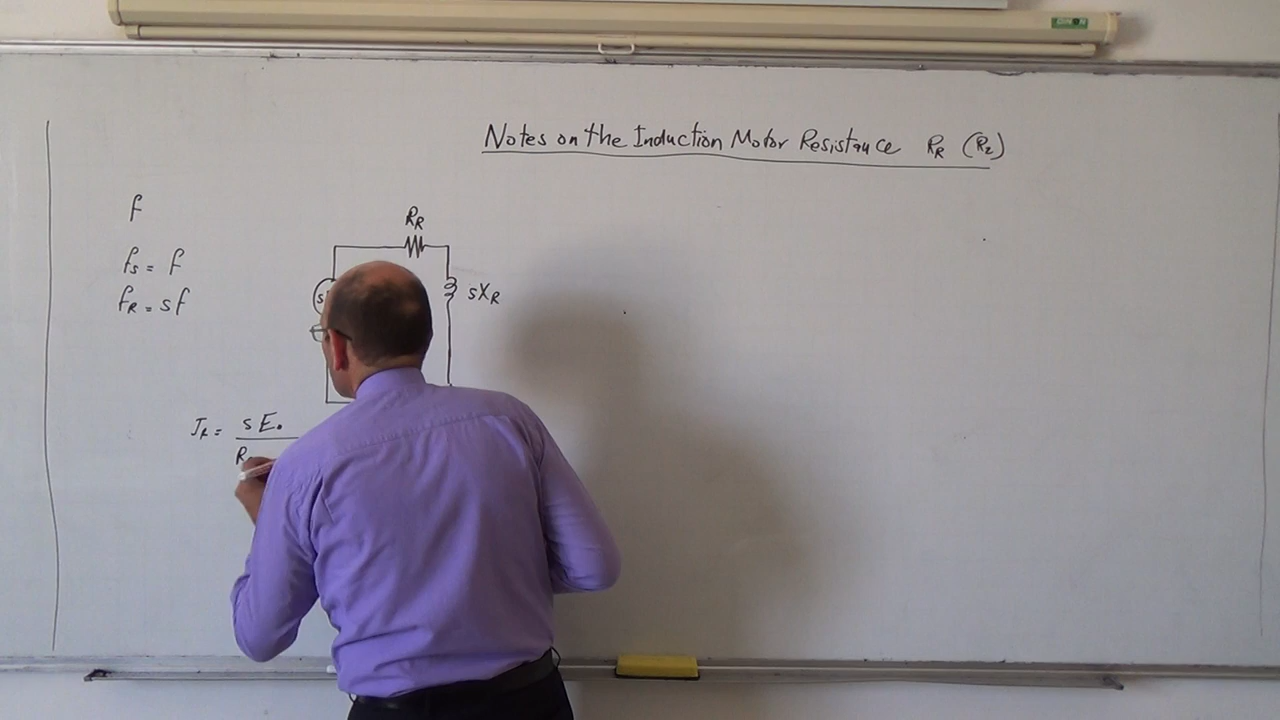 Notes on the Induction Motor Resistance R_R (R_2)
f
f_s = f
f_R = sf
R_R
s
sX_R
I_R = sE_o
R